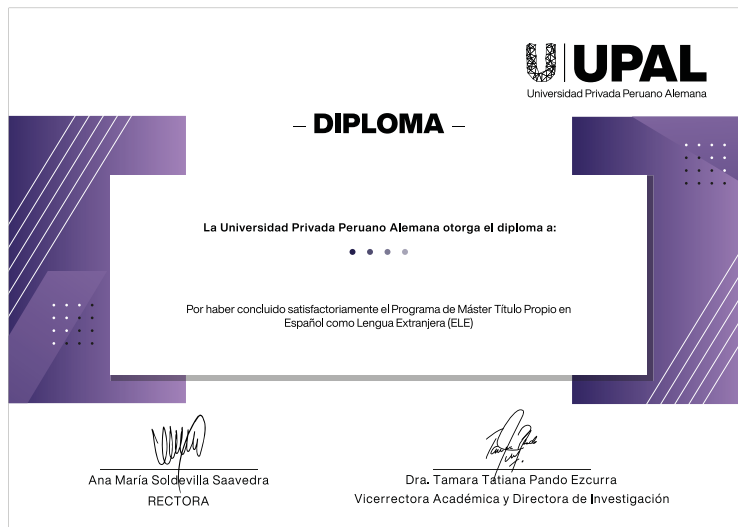 UPAL
Universidad Privada Peruano Alemana
– DIPLOMA –
La Universidad Privada Peruano Alemana otorga el diploma a:
Por haber concluido satisfactoriamente el Programa de Máster Título Propio en
Español como Lengua Extranjera (ELE)
Ana María Soldevilla Saavedra
RECTORA
Dra. Tamara Tatiana Pando Ezcurra
Vicerrectora Académica y Directora de Investigación